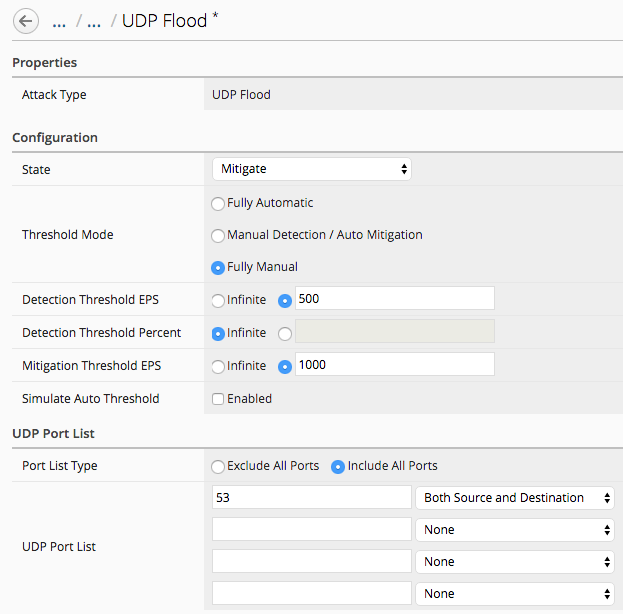 ... / ... / UDP Flood *
Properties
Attack Type UDP Flood
Configuration
State Mitigate
Threshold Mode
Fully Automatic
Manual Detection / Auto Mitigation
Fully Manual
Detection Threshold EPS Infinite 500
Detection Threshold Percent Infinite
Mitigation Threshold EPS Infinite 1000
Simulate Auto Threshold Enabled
UDP Port List
Port List Type Exclude All Ports Include All Ports
UDP Port List
53 Both Source and Destination
None
None
None